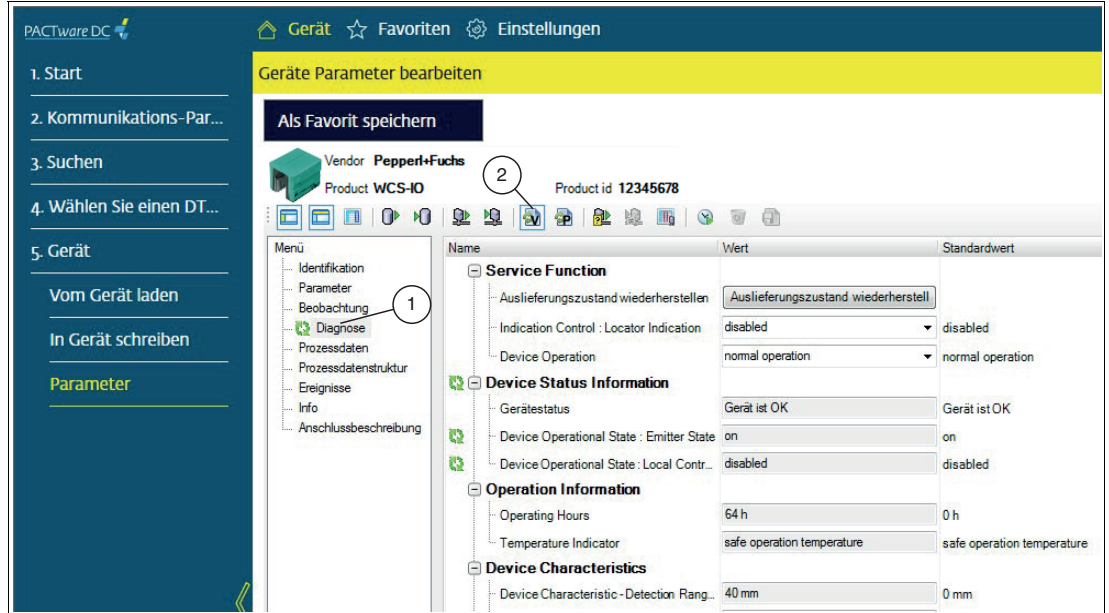 PACTware DC
Gerät Favoriten Einstellungen
1. Start
2. Kommunikations-Par...
3. Suchen
4. Wählen Sie einen DT...
5. Gerät
Vom Gerät laden
In Gerät schreiben
Parameter
Geräte Parameter bearbeiten
Als Favorit speichern
Vendor Pepperl+Fuchs
Product WCS-IO Product id 12345678
2
V P
Menü
Identifikation
Parameter
Beobachtung
1
Diagnose
Prozessdaten
Prozessdatenstruktur
Ereignisse
Info
Anschlussbeschreibung
Name Wert Standardwert
Service Function
Auslieferungszustand wiederherstellen Auslieferungszustand wiederherstell
Indication Control : Locator Indication disabled disabled
Device Operation normal operation normal operation
Device Status Information
Gerätestatus Gerät ist OK Gerät ist OK
Device Operational State : Emitter State on on
Device Operational State : Local Contr... disabled disabled
Operation Information
Operating Hours 64 h 0 h
Temperature Indicator safe operation temperature safe operation temperature
Device Characteristics
Device Characteristic - Detection Rang... 40 mm 0 mm